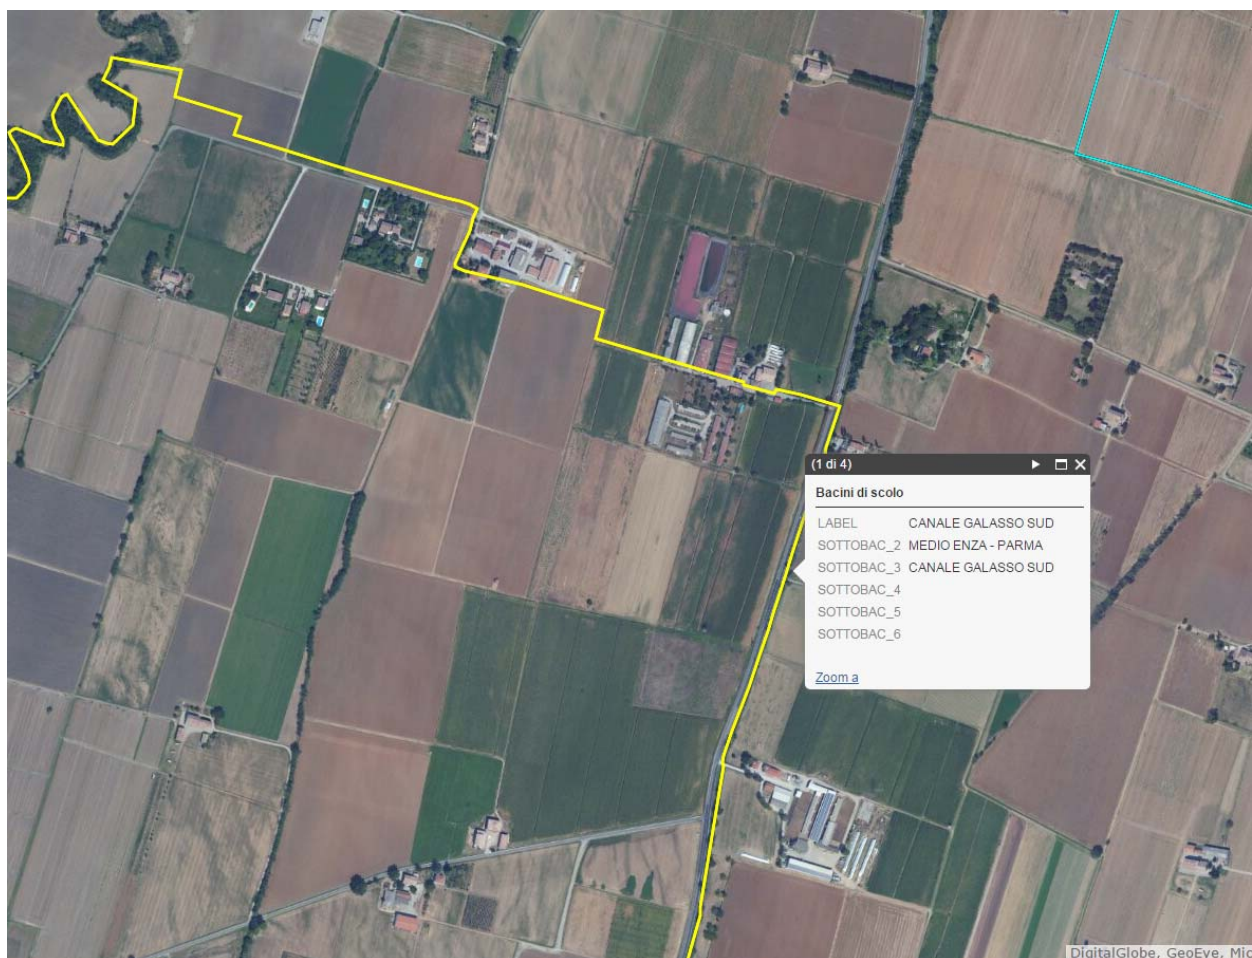 (1 di 4)
Bacini di scolo
LABEL CANALE GALASSO SUD
SOTTOBAC_2 MEDIO ENZA - PARMA
SOTTOBAC_3 CANALE GALASSO SUD
SOTTOBAC_4
SOTTOBAC_5
SOTTOBAC_6
Zoom a
DigitalGlobe, GeoEye, Mic